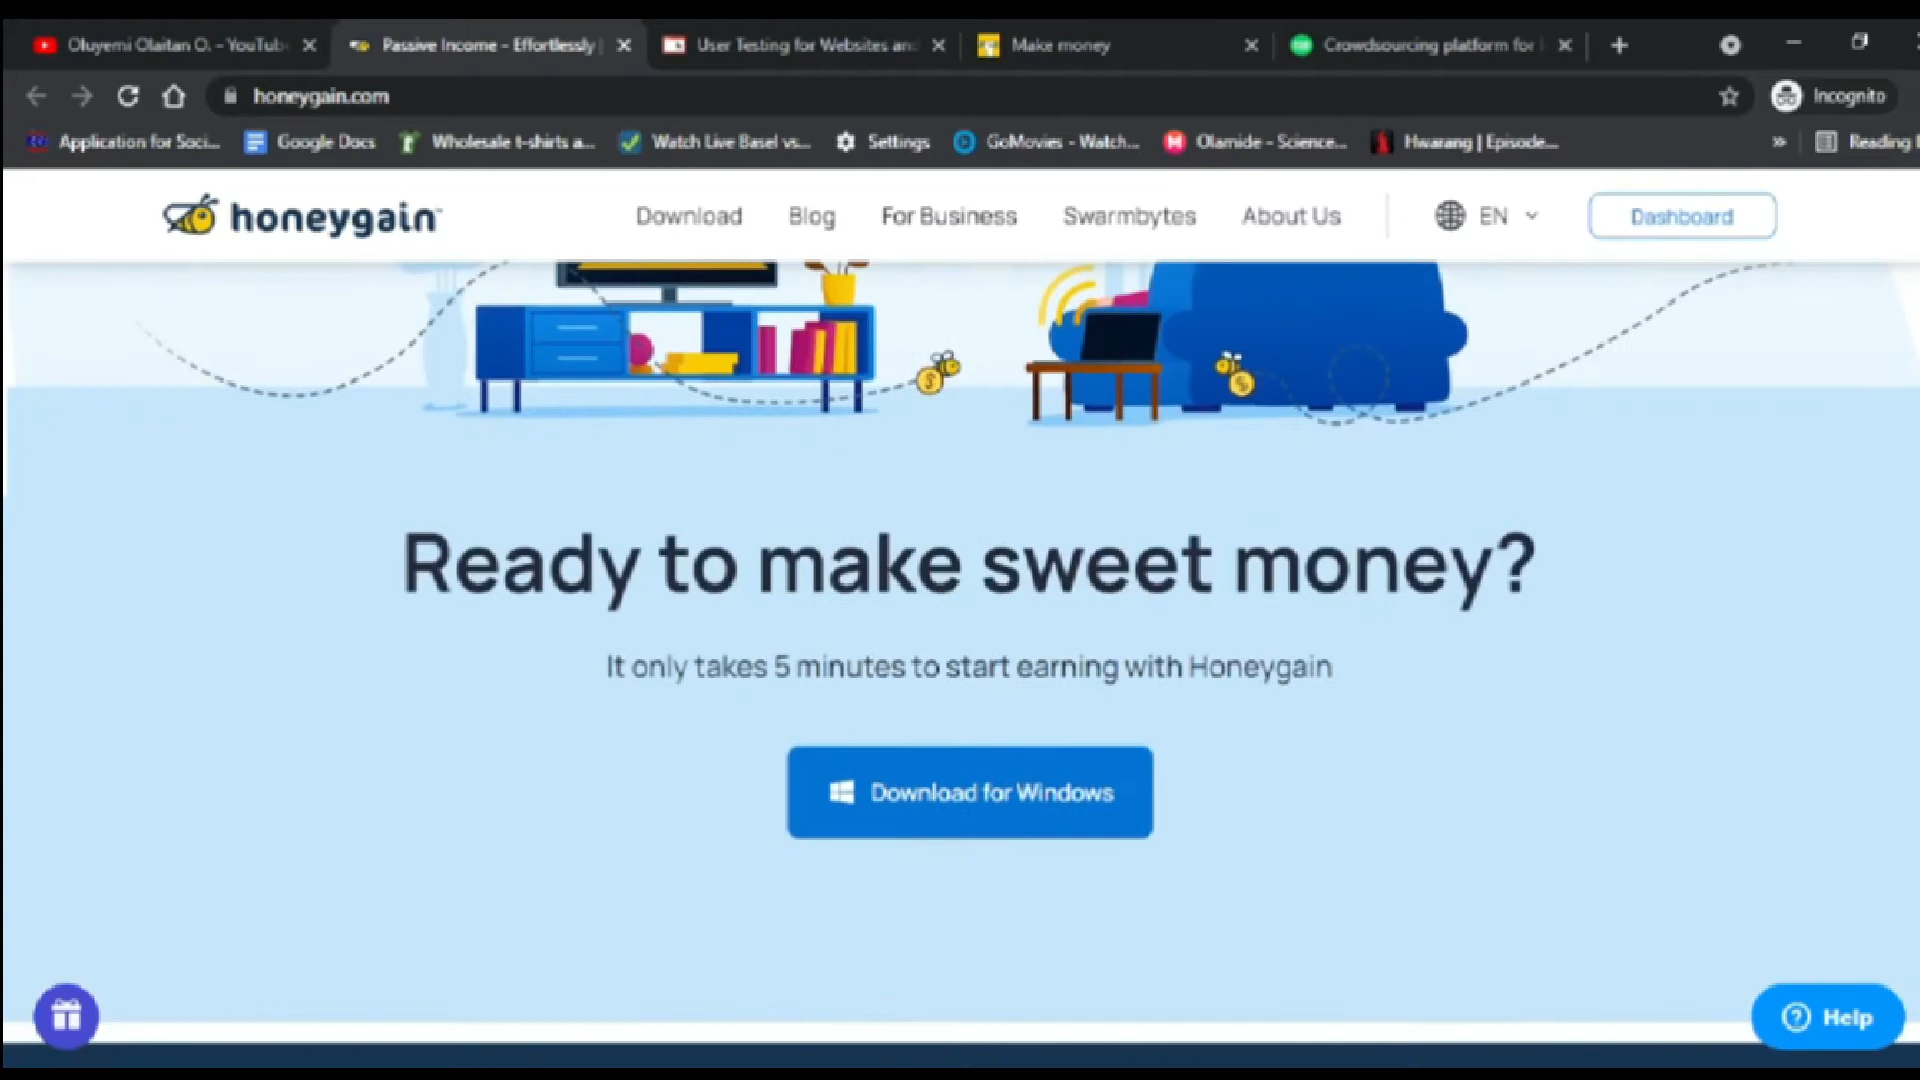 Oluyemi Olaitan O. - YouTub
Passive Income - Effortlessly
User Testing for Websites an
Make money
Crowdsourcing platform for
honeygain.com
Incognito
Application for Soci...
Google Docs
Wholesale t-shirts a...
Watch Live Basel vs...
Settings
GoMovies - Watch...
Olamide - Science...
Hwarang | Episode...
»
Reading
honeygain
Download
Blog
For Business
Swarmbytes
About Us
EN
Dashboard
Ready to make sweet money?
It only takes 5 minutes to start earning with Honeygain
Download for Windows
Help